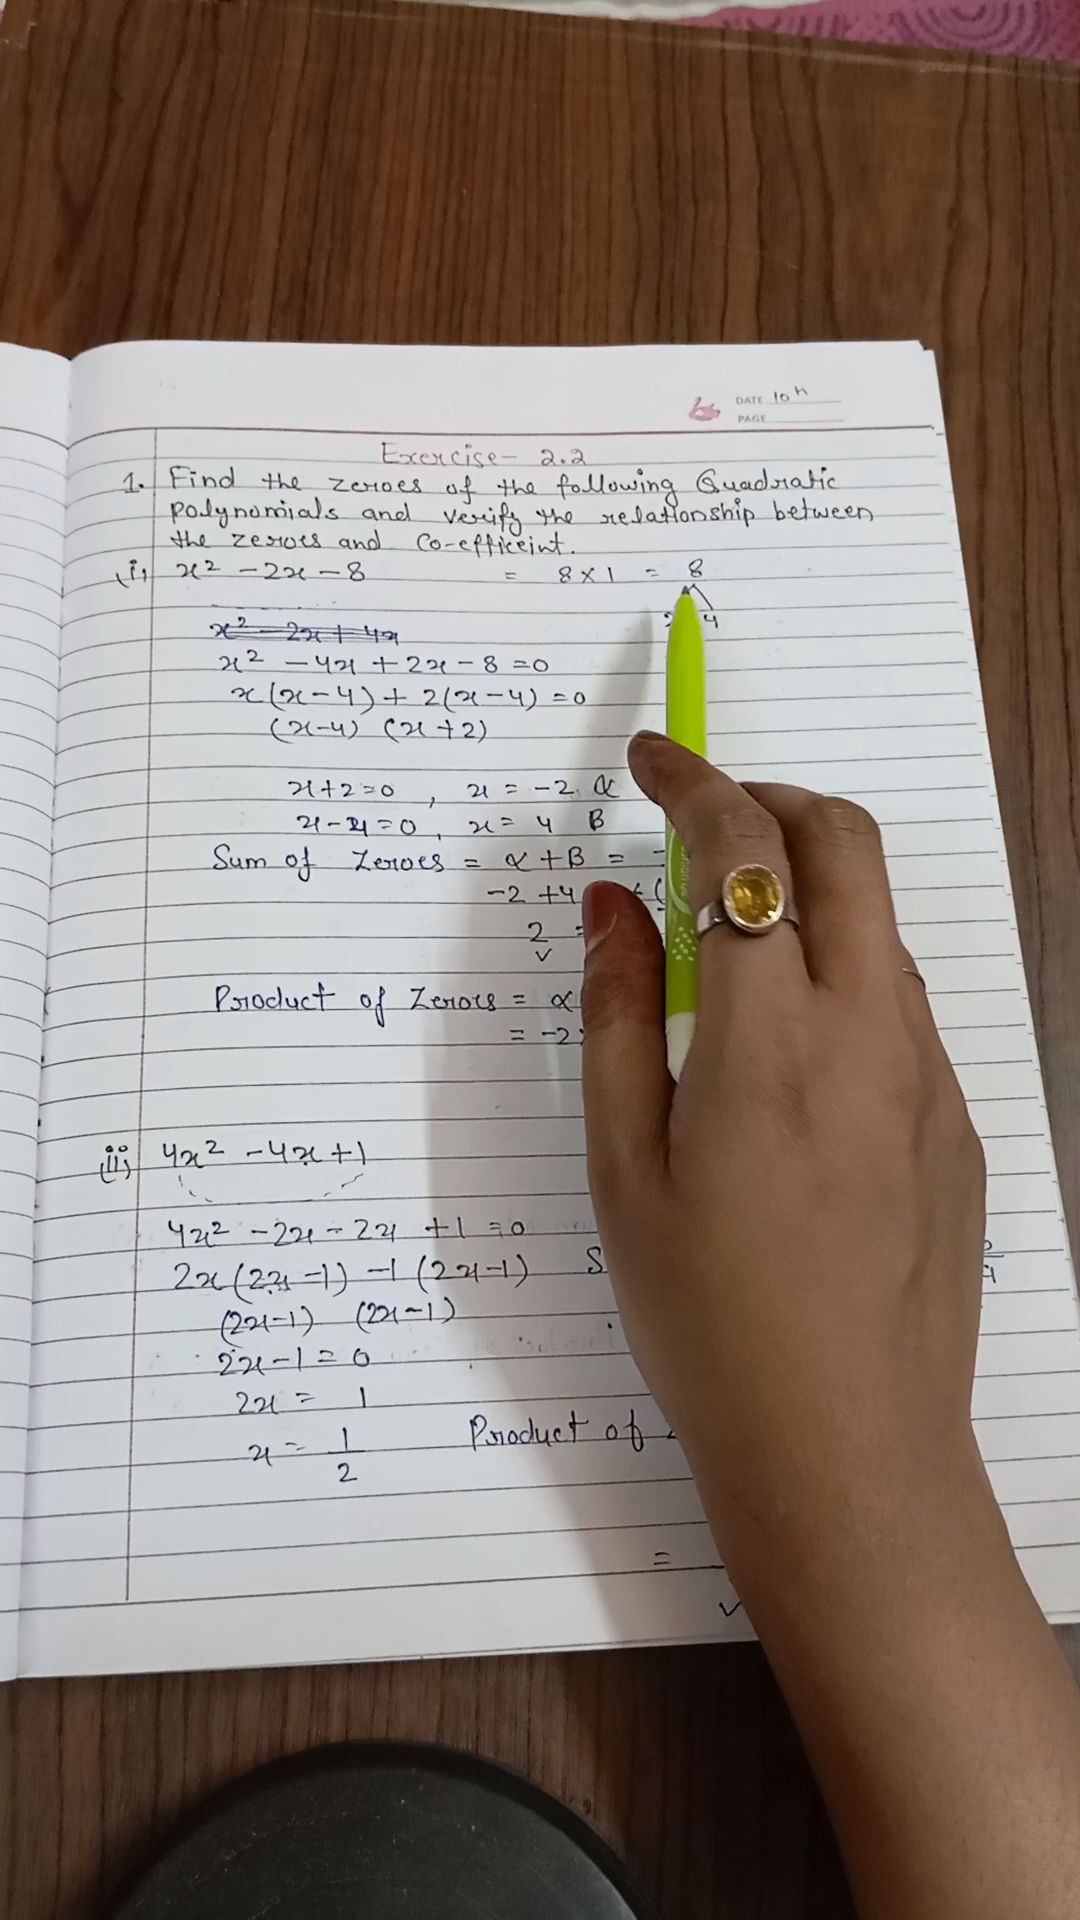 DATE 10th
PAGE
Exercise - 2.2
1. Find the zeroes of the following Quadratic
polynomials and verify the relationship between
the zeroes and Co-efficeint.
(i) x² - 2x - 8 = 8 × 1 = 8
4
x² - 2x + 4x
x² - 4x + 2x - 8 = 0
x(x - 4) + 2(x - 4) = 0
(x-4) (x+2)
x+2=0 , x = -2, α
x-4=0, x = 4 β
Sum of Zeroes = α + β = -
-2 + 4
2 =
Product of Zeroes = α
= -2
(ii) 4x² - 4x + 1
4x² - 2x - 2x + 1 = 0
2x(2x - 1) - 1 (2x - 1) S
(2x-1) (2x-1)
2x - 1 = 0
2x = 1
x = 1/2
Product of
=